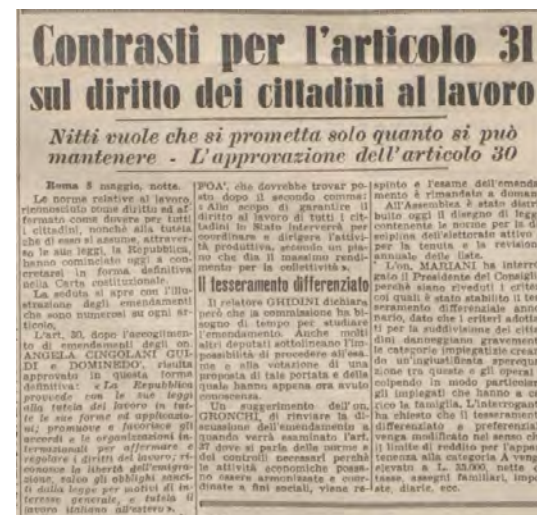 Contrasti per l'articolo 31
sul diritto dei cittadini al lavoro
Nitti vuole che si prometta solo quanto si può
mantenere - L'approvazione dell'articolo 30
Roma 5 maggio, notte.
Le norme relative al lavoro,
riconosciuto come diritto ed af-
fermato come dovere per tutti
i cittadini, nonchè alla tutela
che di esso si assume, attraver-
so le sue leggi, la Repubblica,
hanno cominciato oggi a con-
cretarsi in forma definitiva
nella Carta costituzionale.
La seduta si apre con l'illu-
strazione degli emendamenti
che sono numerosi su ogni ar-
ticolo.
L'art. 30, dopo l'accoglimen-
to di emendamenti degli on.
ANGELA CINGOLANI GUI-
DI e DOMINEDO', risulta
approvato in questa forma
definitiva: « La Repubblica
provvede con le sue leggi
alla tutela del lavoro in tut-
te le sue forme ed applicazio-
ni; promuove e favorisce gli
accordi e le organizzazioni in-
ternazionali per affermare e
regolare i diritti del lavoro; ri-
conosce la libertà dell'emigra-
zione, salvo gli obblighi sanci-
ti dalla legge per motivi di in-
teresse generale, e tutela il
lavoro italiano all'estero ».
FOA', che dovrebbe trovar po-
sto dopo il secondo comma:
« Allo scopo di garantire il
diritto al lavoro di tutti i cit-
tadini lo Stato interverrà per
coordinare e dirigere l'attivi-
tà produttiva, secondo un pia-
no che dia il massimo rendi-
mento per la collettività ».
Il tesseramento differenziato
Il relatore GHIDINI dichiara
però che la commissione ha bi-
sogno di tempo per studiare
l'emendamento. Anche molti
altri deputati sottolineano l'im-
possibilità di procedere all'esa-
me e alla votazione di una
proposta di tale portata e della
quale hanno appena ora avuto
conoscenza.
Un suggerimento dell'on.
GRONCHI, di rinviare la di-
scussione dell'emendamento a
quando verrà esaminato l'art.
37 dove si parla delle norme e
dei controlli necessari perchè
le attività economiche possa-
no essere armonizzate e coor-
dinate a fini sociali, viene re-
spinto e l'esame dell'emenda-
mento è rimandato a doman
All'Assemblea è stato distri
buito oggi il disegno di legg
contenente le norme per la di
sciplina dell'elettorato attivo
per la tenuta e la revision
annuale delle liste.
L'on. MARIANI ha interro
gato il Presidente del Consigli
perchè siano riveduti i criteri
coi quali è stato stabilito il tes
seramento differenziale anno
nario, dato che i criteri adotta
ti per la suddivisione dei citta
dini danneggiano gravement
le categorie impiegatizie crean
do un'ingiustificata sperequa
zione tra queste e gli operai
colpendo in modo particolar
gli impiegati che hanno a ca
rico la famiglia. L'interrogant
ha chiesto che il tesserament
differenziato e preferenzial
venga modificato nel senso ch
il limite di reddito per l'appar
tenenza alla categoria A veng
elevato a L. 35.000, nette d
tasse, assegni familiari, impo
ste, diarie, ecc.